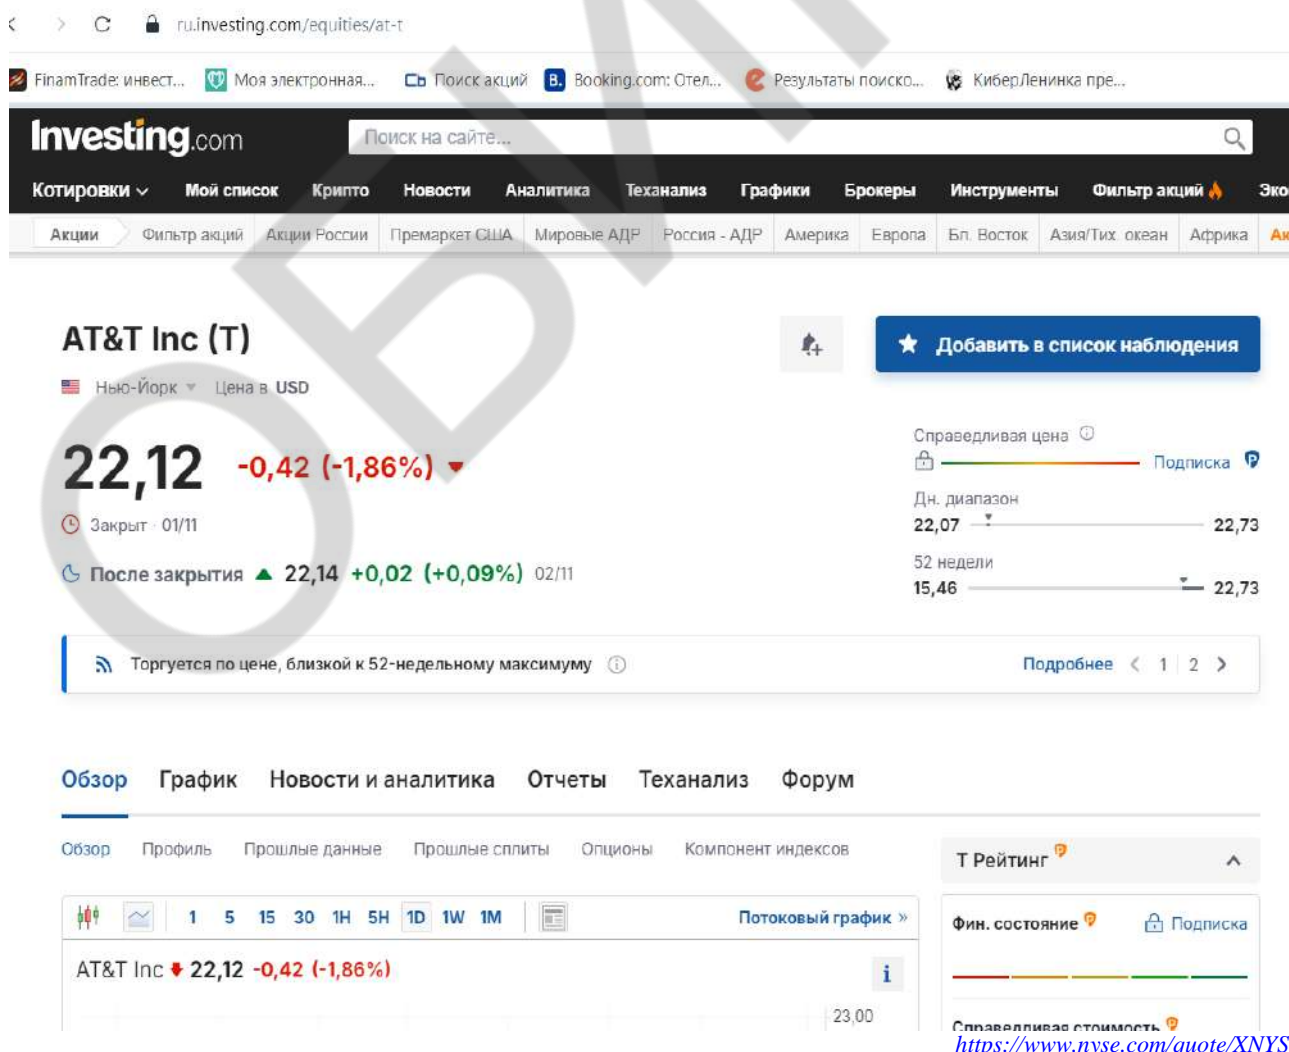 ru.investing.com/equities/at-t
FinamTrade: инвест... Моя электронная... Сb Поиск акций B. Booking.com: Отел... Результаты поиско... КиберЛенинка пре...
Investing.com Поиск на сайте...
Котировки Мой список Крипто Новости Аналитика Теханализ Графики Брокеры Инструменты Фильтр акций Эко
Акции Фильтр акций Акции России Премаркет США Мировые АДР Россия - АДР Америка Европа Бл. Восток Азия/Тих. океан Африка Ак
AT&T Inc (T)
Добавить в список наблюдения
Нью-Йорк Цена в USD
22,12 -0,42 (-1,86%)
Справедливая цена
Подписка
Дн. диапазон
22,07 22,73
Закрыт · 01/11
52 недели
15,46 22,73
После закрытия 22,14 +0,02 (+0,09%) 02/11
Торгуется по цене, близкой к 52-недельному максимуму Подробнее 1 2
Обзор График Новости и аналитика Отчеты Теханализ Форум
Обзор Профиль Прошлые данные Прошлые сплиты Опционы Компонент индексов
T Рейтинг
1 5 15 30 1H 5H 1D 1W 1M Потоковый график »
Фин. состояние Подписка
AT&T Inc 22,12 -0,42 (-1,86%)
23,00
Справедливая стоимость
https://www.nyse.com/quote/XNYS
ОБИ